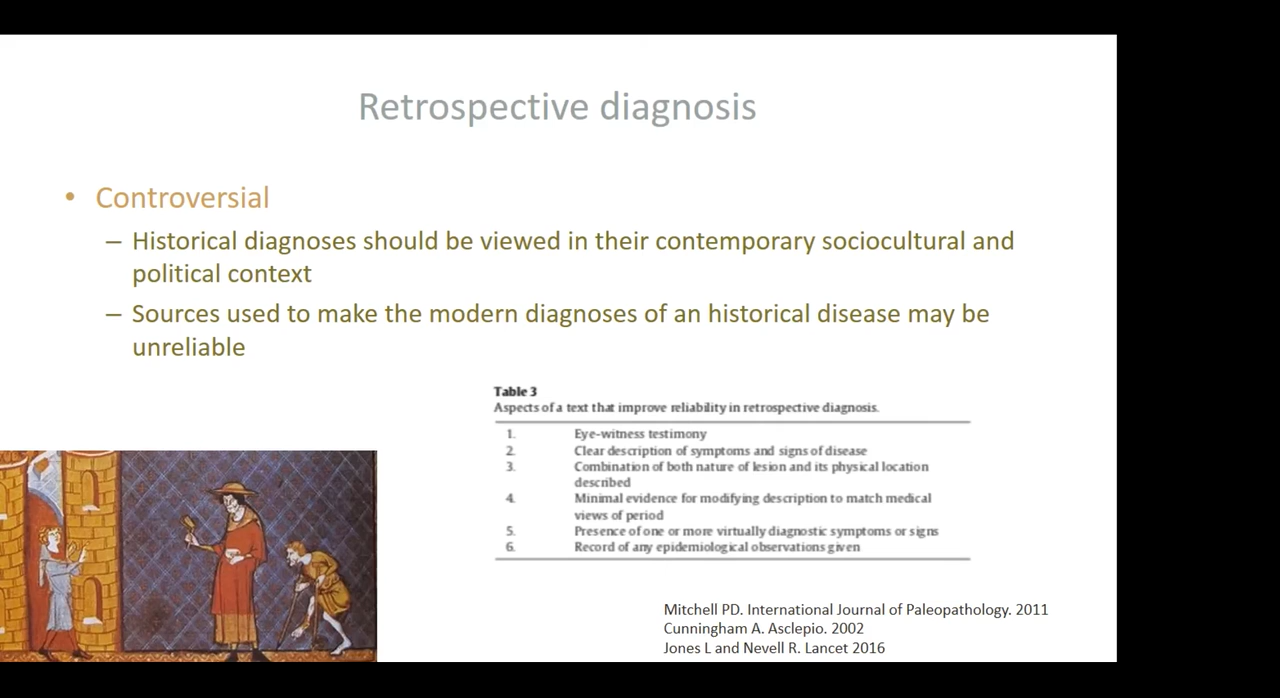 Retrospective diagnosis
• Controversial
– Historical diagnoses should be viewed in their contemporary sociocultural and
political context
– Sources used to make the modern diagnoses of an historical disease may be
unreliable
Table 3
Aspects of a text that improve reliability in retrospective diagnosis.
1. Eye-witness testimony
2. Clear description of symptoms and signs of disease
3. Combination of both nature of lesion and its physical location
described
4. Minimal evidence for modifying description to match medical
views of period
5. Presence of one or more virtually diagnostic symptoms or signs
6. Record of any epidemiological observations given
Mitchell PD. International Journal of Paleopathology. 2011
Cunningham A. Asclepio. 2002
Jones L and Nevell R. Lancet 2016